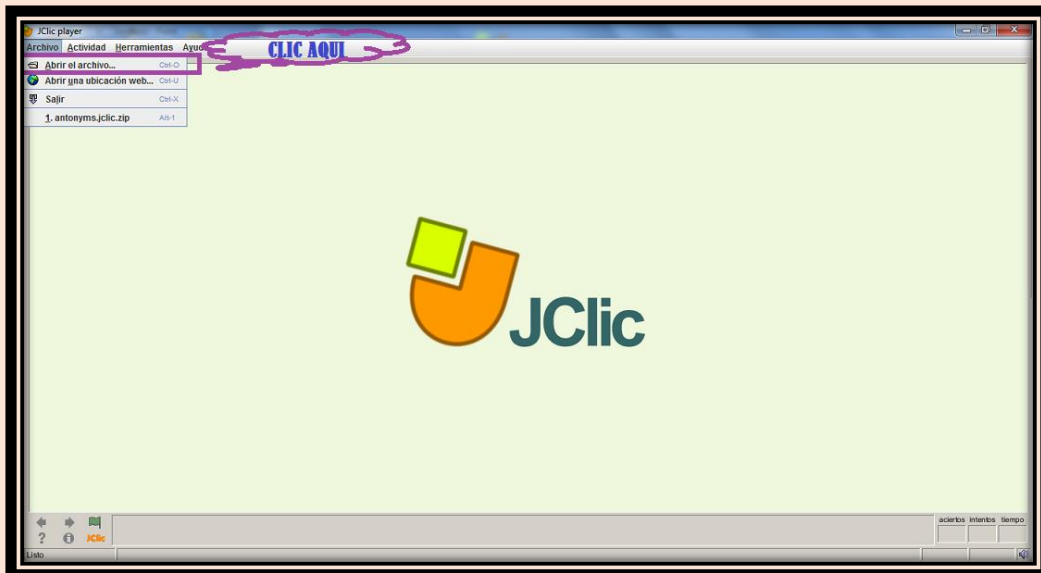 JClic player
Archivo Actividad Herramientas
CLIC AQUI
Abrir el archivo... Ctrl-O
Abrir una ubicación web... Ctrl-U
Salir Ctrl-X
1. antonyms.jclic.zip Alt-1
JClic
aciertos intentos tiempo
? JClic
Listo